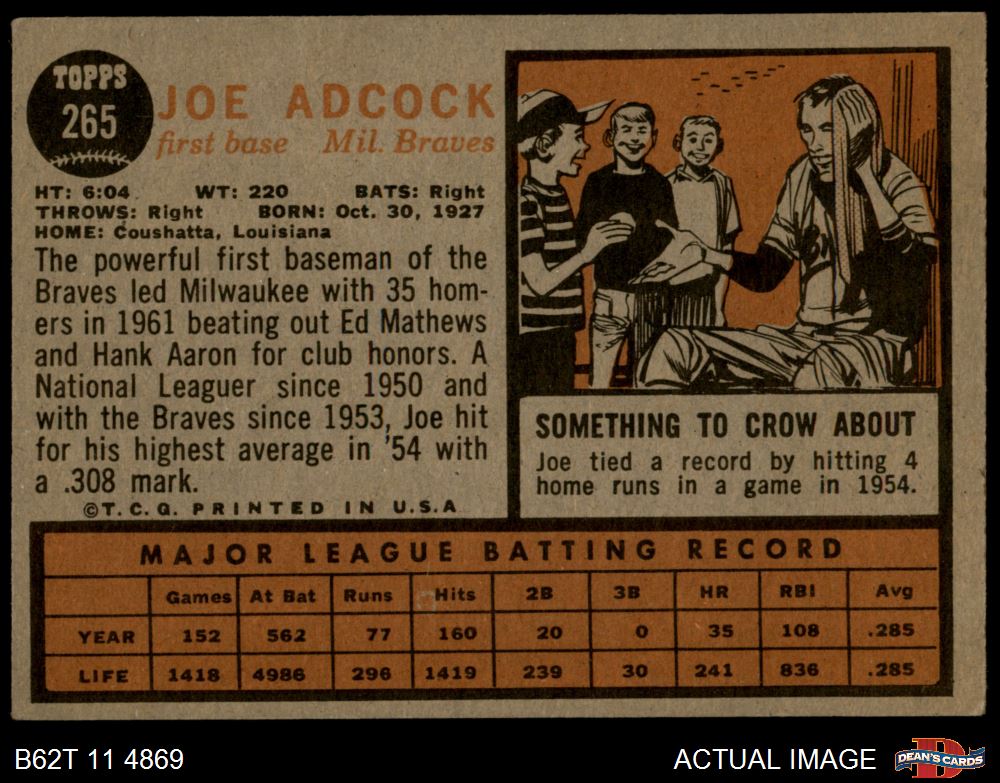 TOPPS
265
JOE ADCOCK
first base Mil. Braves
HT: 6:04 WT: 220 BATS: Right
THROWS: Right BORN: Oct. 30, 1927
HOME: Coushatta, Louisiana
The powerful first baseman of the
Braves led Milwaukee with 35 hom-
ers in 1961 beating out Ed Mathews
and Hank Aaron for club honors. A
National Leaguer since 1950 and
with the Braves since 1953, Joe hit
for his highest average in '54 with
a .308 mark.
©T.C.G. PRINTED IN U.S.A
SOMETHING TO CROW ABOUT
Joe tied a record by hitting 4
home runs in a game in 1954.
MAJOR LEAGUE BATTING RECORD
Games At Bat Runs Hits 2B 3B HR RBI Avg
YEAR 152 562 77 160 20 0 35 108 .285
LIFE 1418 4986 296 1419 239 30 241 836 .285
B62T 11 4869
ACTUAL IMAGE
D
DEAN'S CARDS